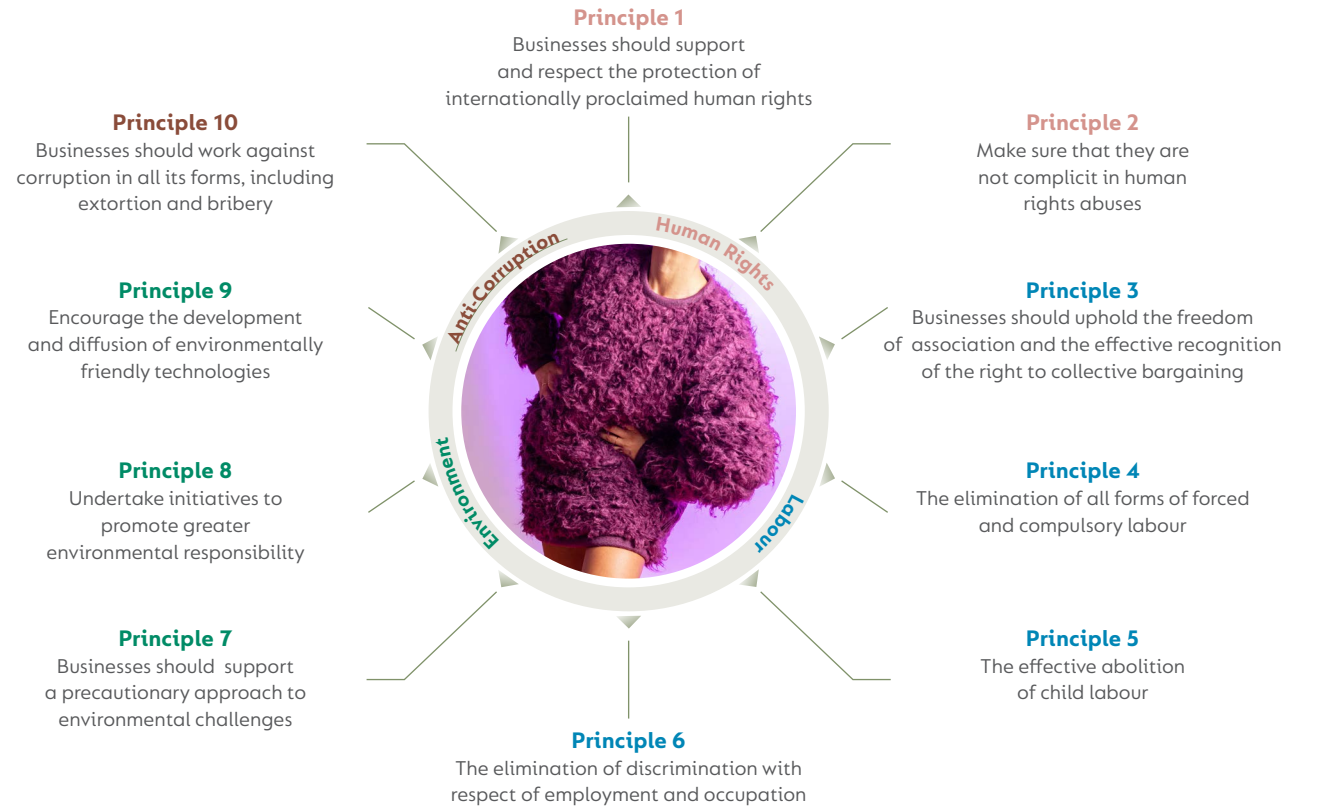 Principle 1
Businesses should support
and respect the protection of
internationally proclaimed human rights
Principle 2
Make sure that they are
not complicit in human
rights abuses
Principle 3
Businesses should uphold the freedom
of association and the effective recognition
of the right to collective bargaining
Principle 4
The elimination of all forms of forced
and compulsory labour
Principle 5
The effective abolition
of child labour
Principle 6
The elimination of discrimination with
respect of employment and occupation
Principle 7
Businesses should support
a precautionary approach to
environmental challenges
Principle 8
Undertake initiatives to
promote greater
environmental responsibility
Principle 9
Encourage the development
and diffusion of environmentally
friendly technologies
Principle 10
Businesses should work against
corruption in all its forms, including
extortion and bribery
Human Rights
Labour
Environment
Anti-Corruption